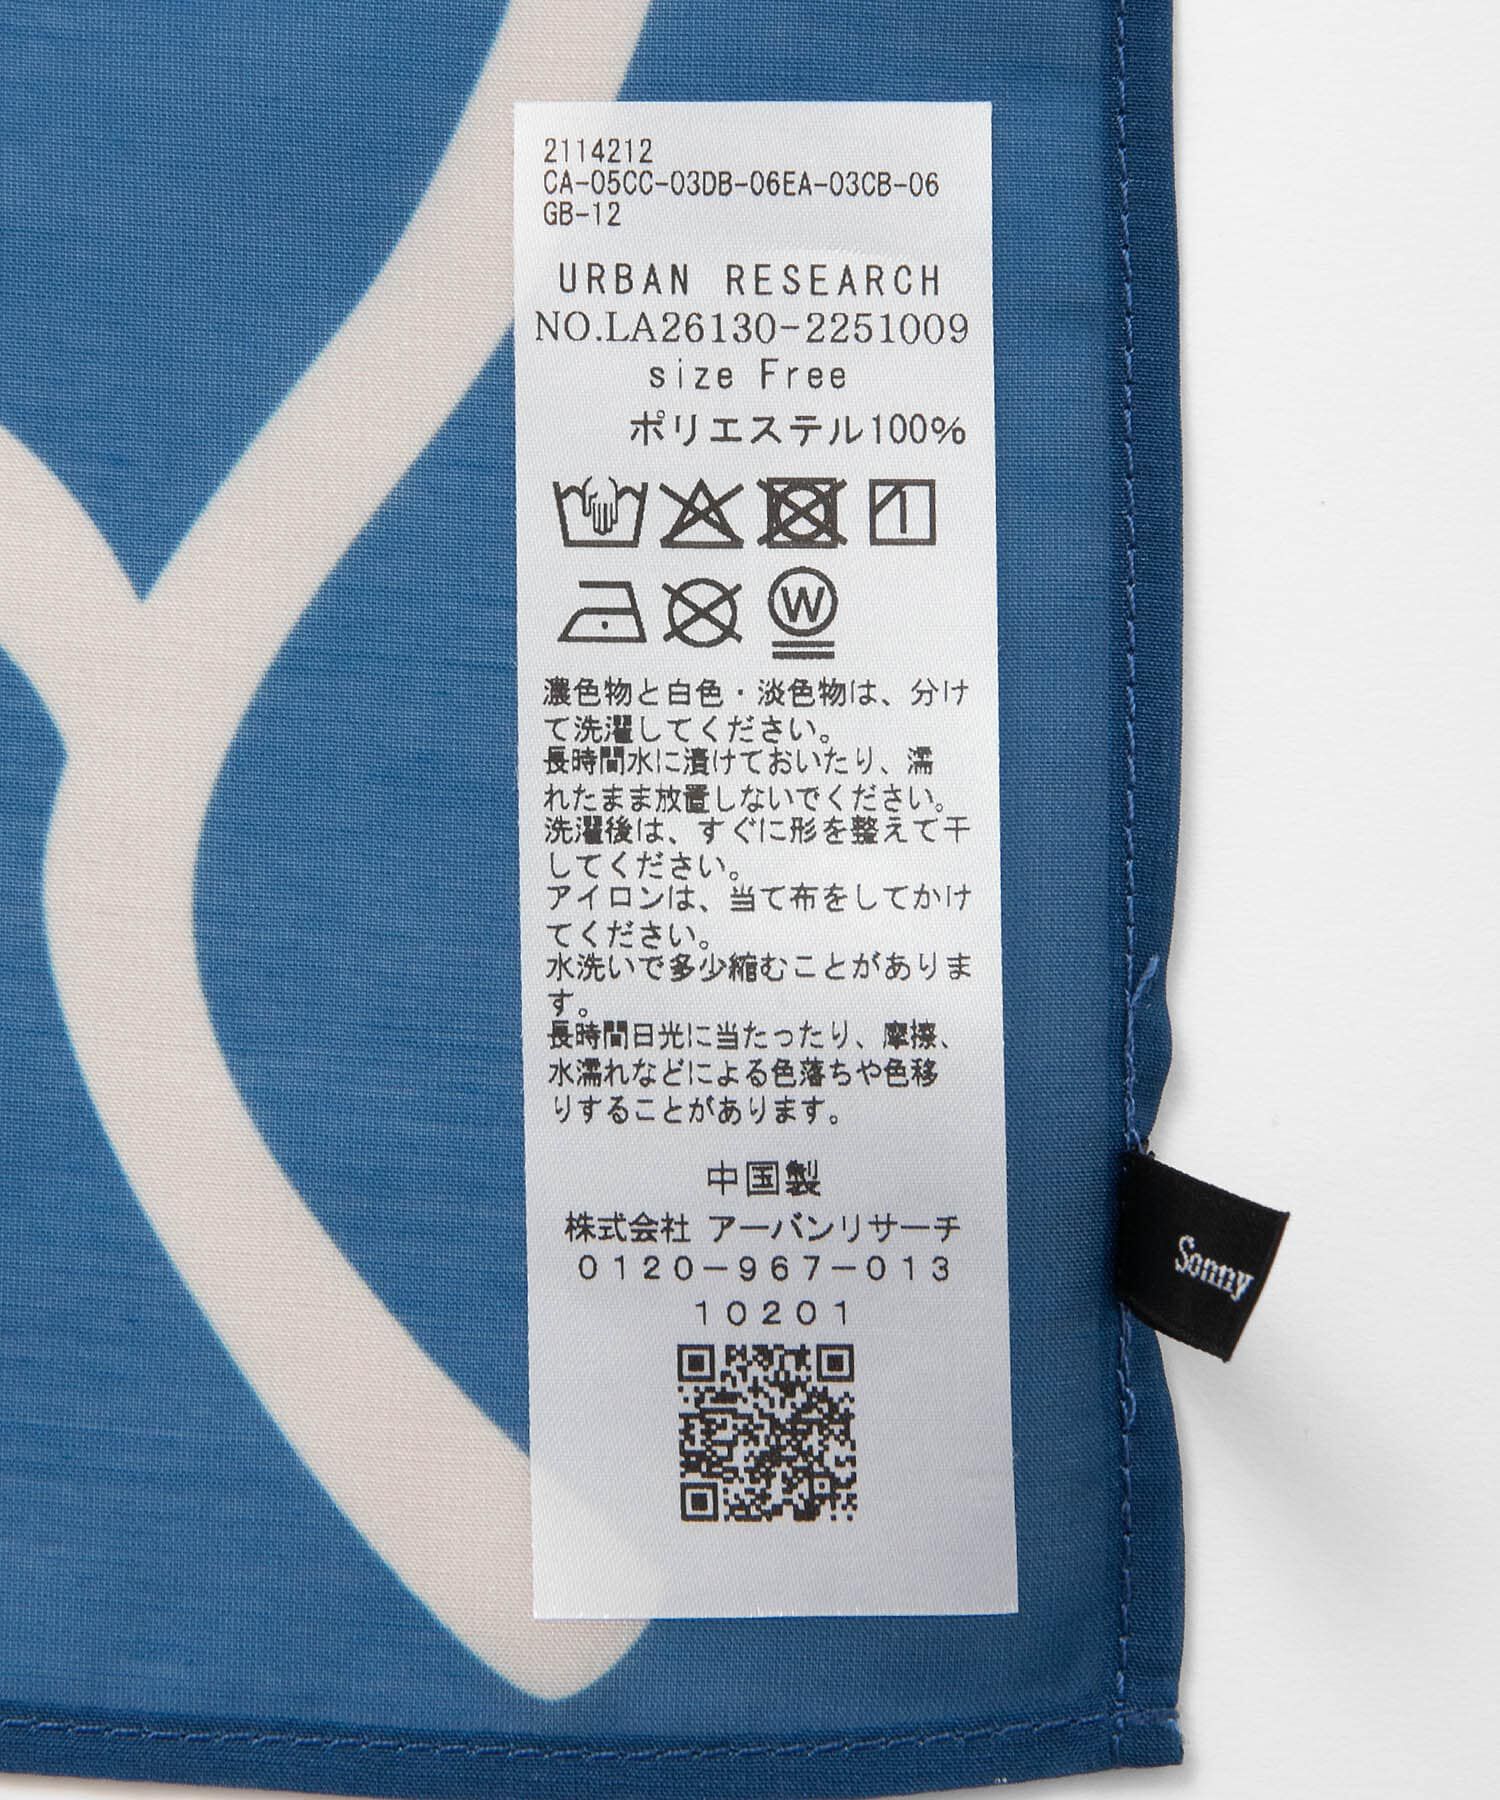 2114212
CA-05CC-03DB-06EA-03CB-06
GB-12
URBAN RESEARCH
NO.LA26130-2251009
size Free
ポリエステル100%
1
W
濃色物と白色・淡色物は、分け
て洗濯してください。
長時間水に漬けておいたり、濡
れたまま放置しないでください。
洗濯後は、すぐに形を整えて干
してください。
アイロンは、当て布をしてかけ
てください。
水洗いで多少縮むことがありま
す。
長時間日光に当たったり、摩擦、
水濡れなどによる色落ちや色移
りすることがあります。
中国製
株式会社 アーバンリサーチ
0120-967-013
10201
Sonny